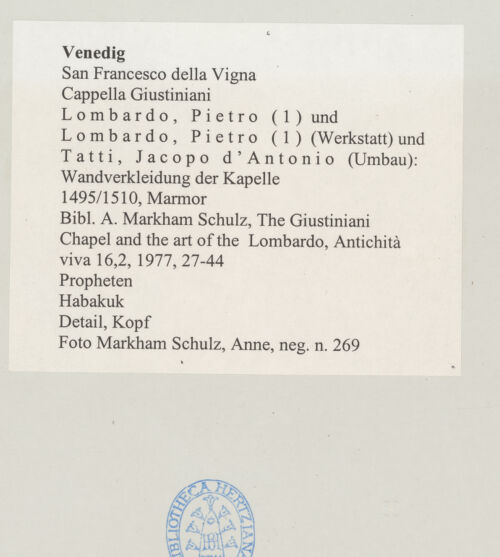 Venedig
San Francesco della Vigna
Cappella Giustiniani
Lombardo, Pietro (1) und
Lombardo, Pietro (1) (Werkstatt) und
Tatti, Jacopo d'Antonio (Umbau):
Wandverkleidung der Kapelle
1495/1510, Marmor
Bibl. A. Markham Schulz, The Giustiniani
Chapel and the art of the Lombardo, Antichità
viva 16,2, 1977, 27-44
Propheten
Habakuk
Detail, Kopf
Foto Markham Schulz, Anne, neg. n. 269
BIBLIOTHECA HERTZIANA